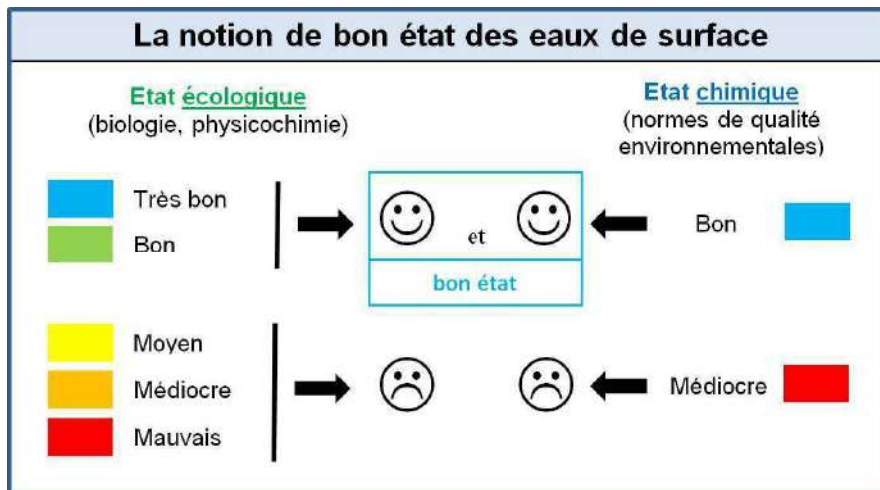 La notion de bon état des eaux de surface
Etat écologique
(biologie, physicochimie)
Etat chimique
(normes de qualité
environnementales)
Très bon
Bon
et
Bon
bon état
Moyen
Médiocre
Mauvais
Médiocre